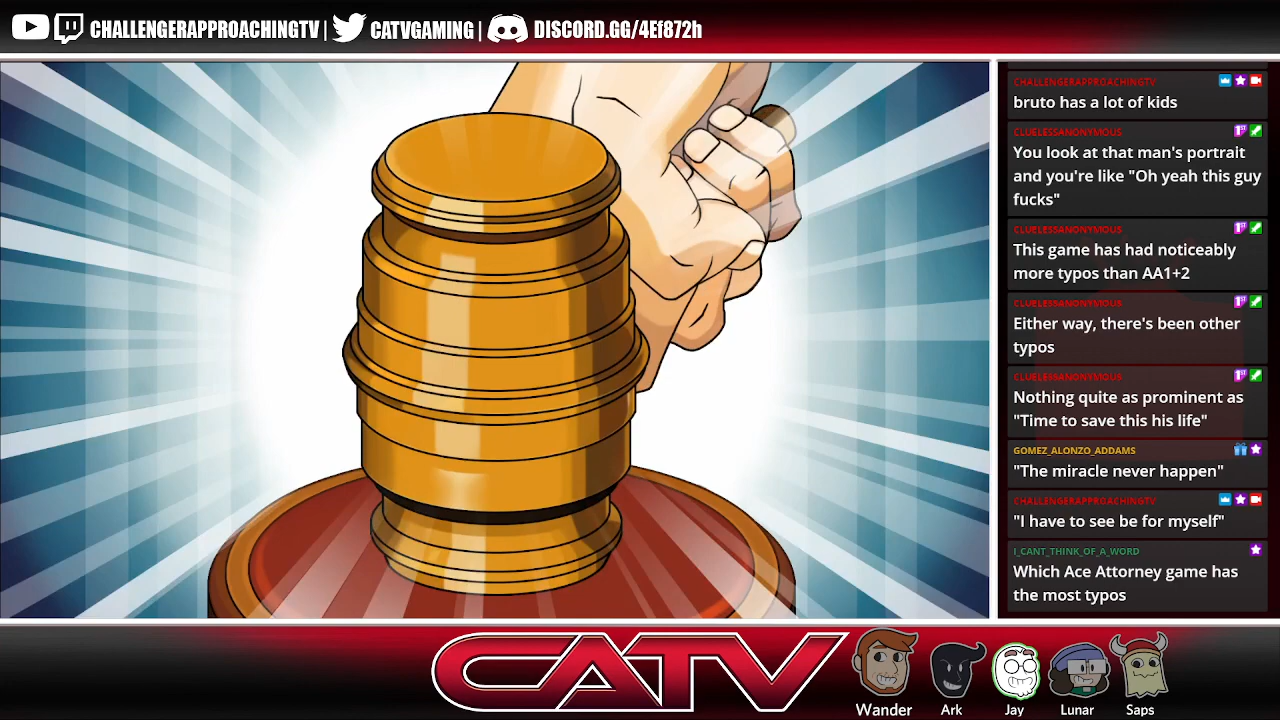 CHALLENGERAPPROACHINGTV | CATVGAMING | DISCORD.GG/4Ef872h
CHALLENGERAPPROACHINGTV
bruto has a lot of kids
CLUELESSANONYMOUS
You look at that man's portrait
and you're like "Oh yeah this guy
fucks"
CLUELESSANONYMOUS
This game has had noticeably
more typos than AA1+2
CLUELESSANONYMOUS
Either way, there's been other
typos
CLUELESSANONYMOUS
Nothing quite as prominent as
"Time to save this his life"
GOMEZ_ALONZO_ADDAMS
"The miracle never happen"
CHALLENGERAPPROACHINGTV
"I have to see be for myself"
I_CANT_THINK_OF_A_WORD
Which Ace Attorney game has
the most typos
CATV
Wander Ark Jay Lunar Saps